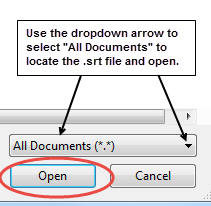 Use the dropdown arrow to
select "All Documents" to
locate the .srt file and open.
All Documents (*.*)
Open
Cancel